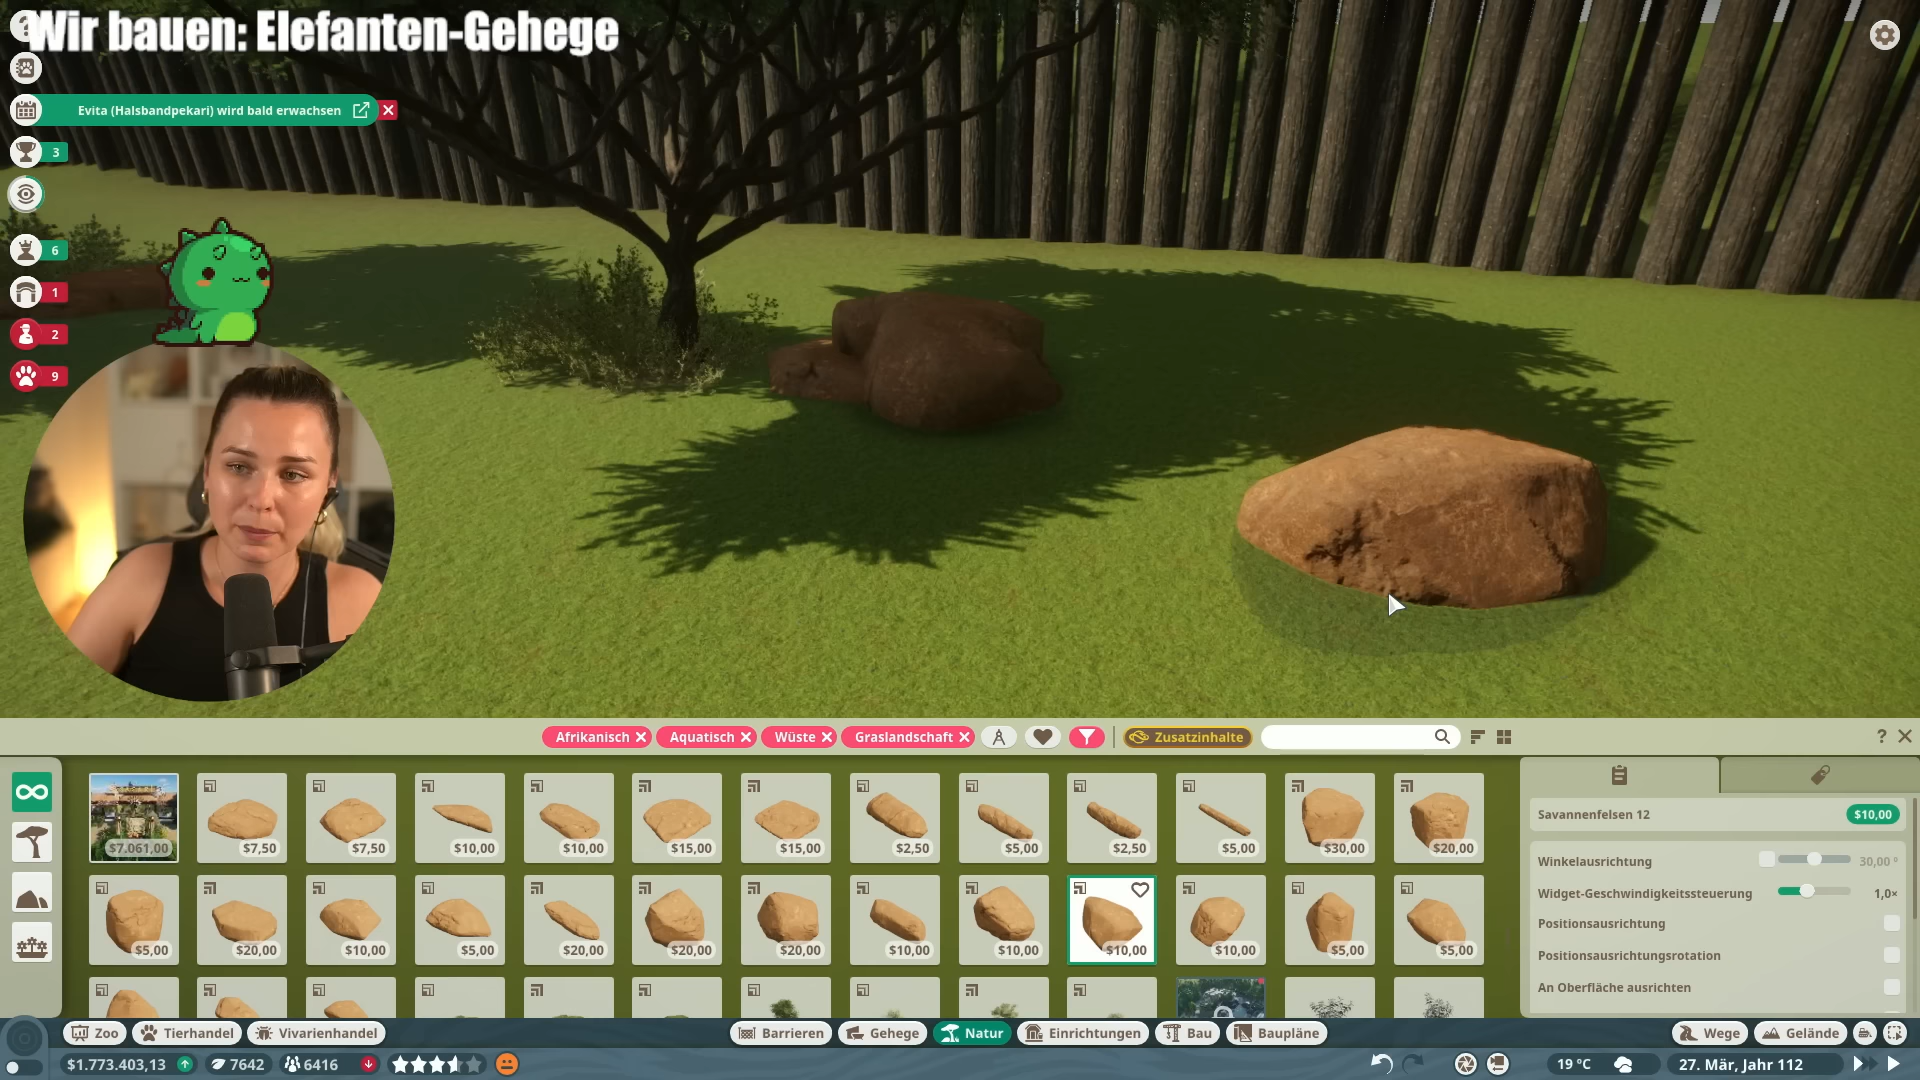 Wir bauen: Elefanten-Gehege
Evita (Halsbandpekari) wird bald erwachsen
3
6
1
2
9
Afrikanisch
Aquatisch
Wüste
Graslandschaft
Zusatzinhalte
?
$7.061,00
$7,50
$7,50
$10,00
$10,00
$15,00
$15,00
$2,50
$5,00
$2,50
$5,00
$30,00
$20,00
$5,00
$20,00
$10,00
$5,00
$20,00
$20,00
$20,00
$10,00
$10,00
$10,00
$10,00
$5,00
$5,00
Savannenfelsen 12
$10,00
Winkelausrichtung
30,00 °
Widget-Geschwindigkeitssteuerung
1,0×
Positionsausrichtung
Positionsausrichtungsrotation
An Oberfläche ausrichten
Zoo
Tierhandel
Vivarienhandel
Barrieren
Gehege
Natur
Einrichtungen
Bau
Baupläne
Wege
Gelände
$1.773.403,13
7642
6416
19 °C
27. Mär, Jahr 112